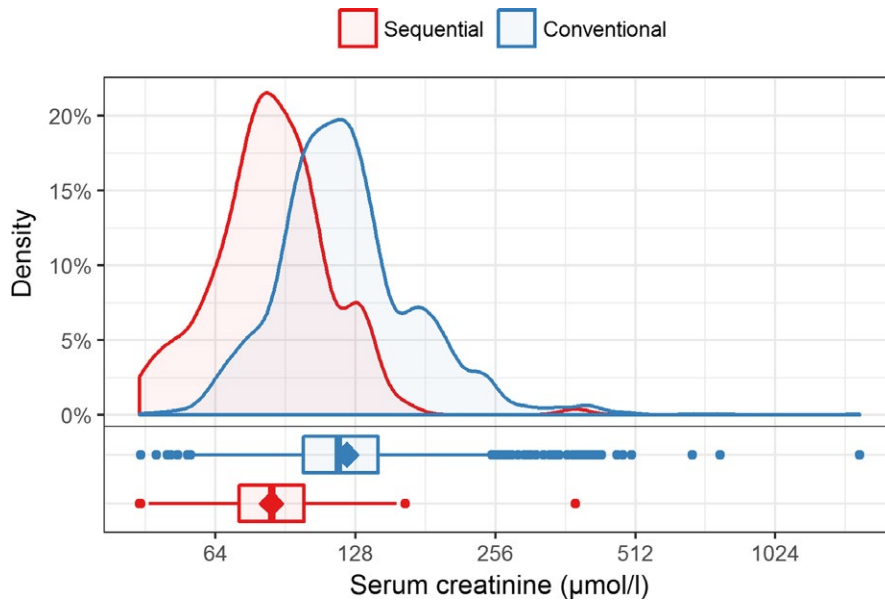 Sequential Conventional
Density
20%
15%
10%
5%
0%
64 128 256 512 1024
Serum creatinine (μmol/l)